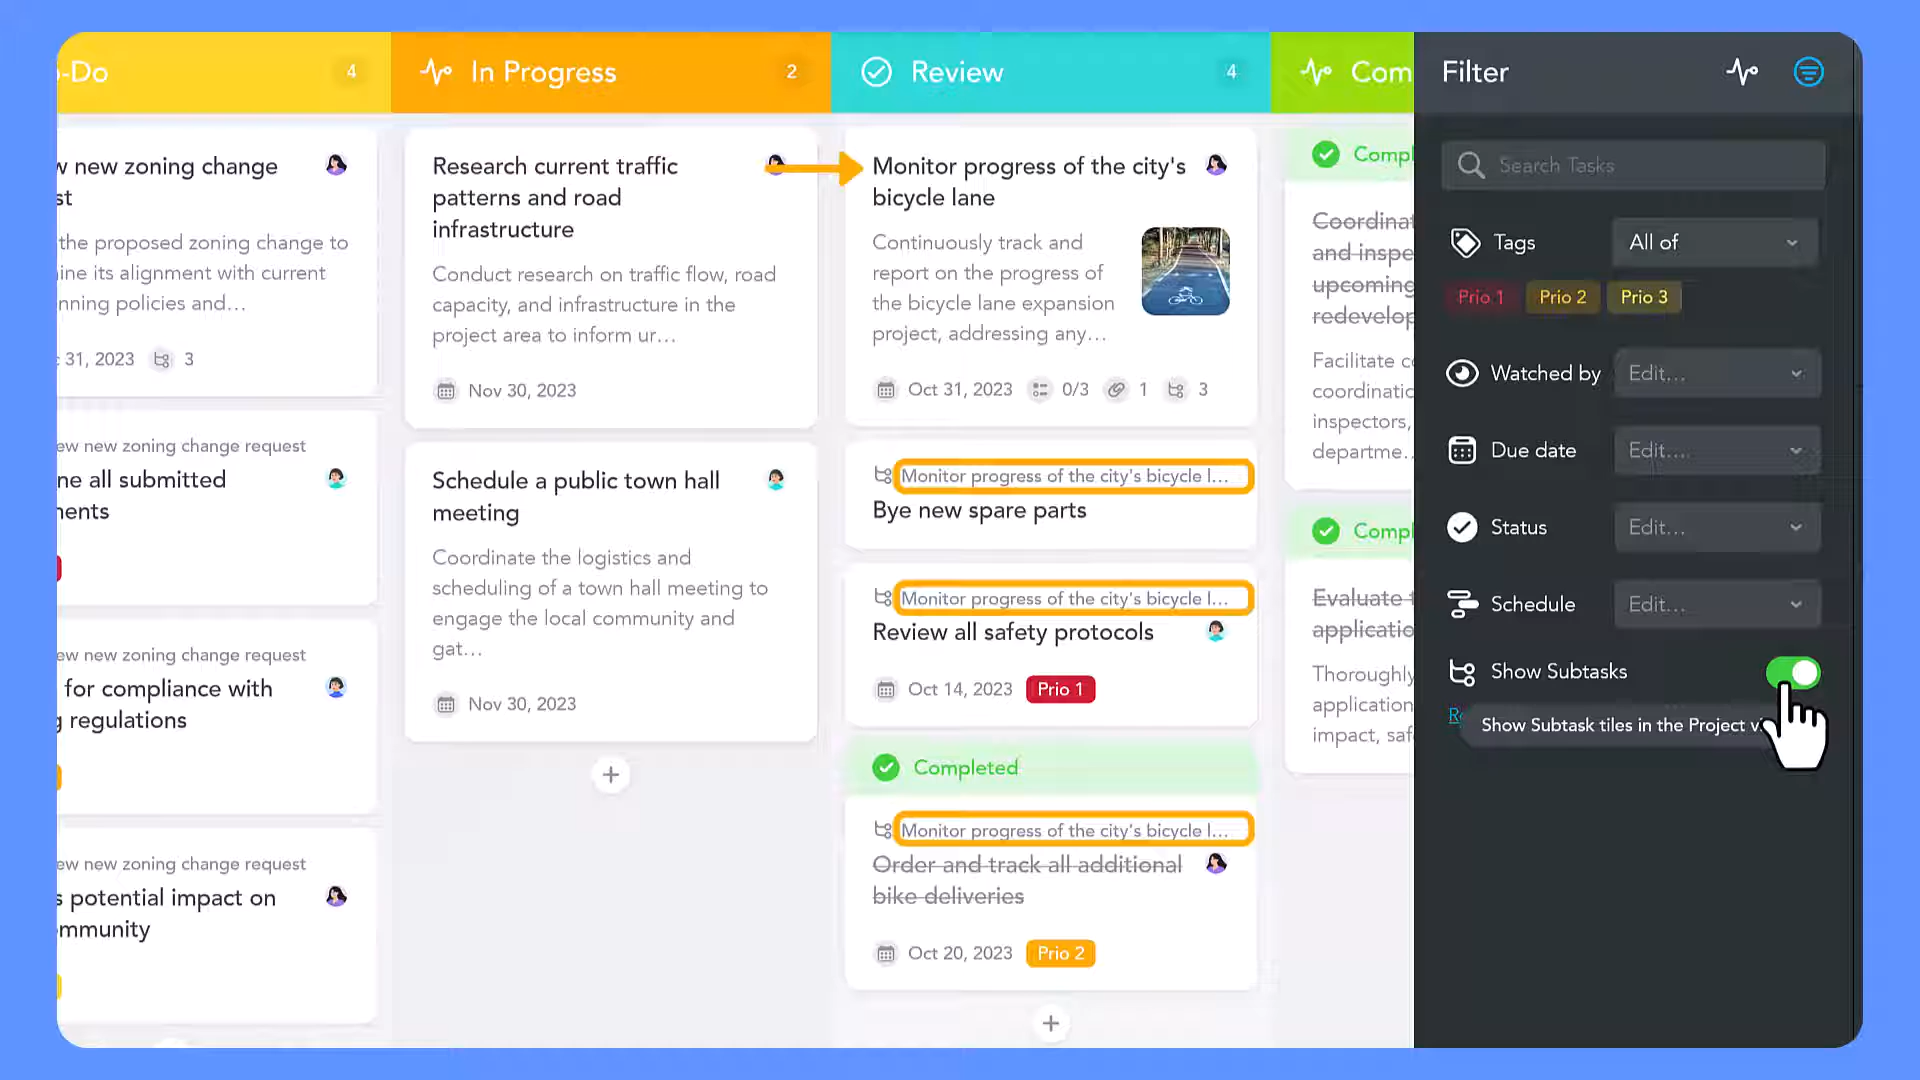 -Do 4
w new zoning change
st
the proposed zoning change to
ine its alignment with current
nning policies and...
31, 2023 3
ew new zoning change request
ne all submitted
nents
ew new zoning change request
for compliance with
g regulations
ew new zoning change request
s potential impact on
mmunity
In Progress 2
Research current traffic
patterns and road
infrastructure
Conduct research on traffic flow, road
capacity, and infrastructure in the
project area to inform ur...
Nov 30, 2023
Schedule a public town hall
meeting
Coordinate the logistics and
scheduling of a town hall meeting to
engage the local community and
gat...
Nov 30, 2023
+
Review 4
Monitor progress of the city's
bicycle lane
Continuously track and
report on the progress of
the bicycle lane expansion
project, addressing any...
Oct 31, 2023 0/3 1 3
Monitor progress of the city's bicycle l...
Bye new spare parts
Monitor progress of the city's bicycle l...
Review all safety protocols
Oct 14, 2023 Prio 1
Completed
Monitor progress of the city's bicycle l...
Order and track all additional
bike deliveries
Oct 20, 2023 Prio 2
+
Com
Compl
Coordinat
and inspe
upcoming
redevelop
Facilitate co
coordinatio
inspectors,
departme..
Compl
Evaluate t
applicatio
Thoroughly
application
impact, saf
Filter
Search Tasks
Tags All of
Prio 1 Prio 2 Prio 3
Watched by Edit...
Due date Edit...
Status Edit...
Schedule Edit...
Show Subtasks
Re
Show Subtask tiles in the Project v